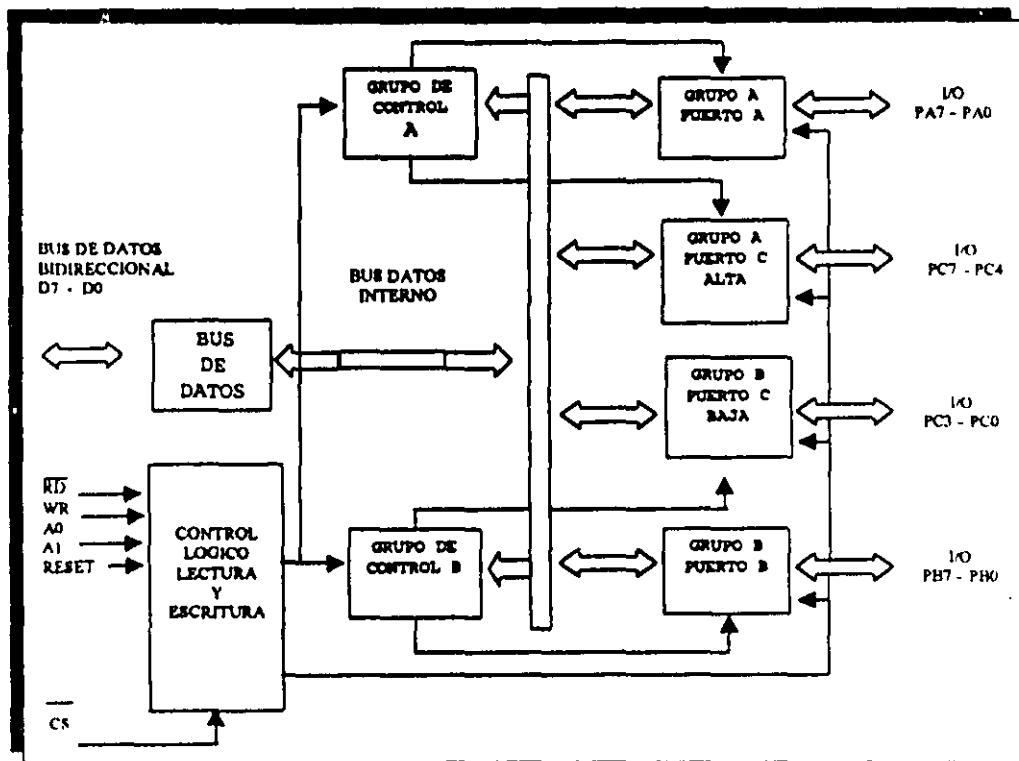 GRUPO DE
CONTROL
A
GRUPO A
PUERTO A
I/O
PA7 - PA0
GRUPO A
PUERTO C
ALTA
I/O
PC7 - PC4
BUS DE DATOS
BIDIRECCIONAL
D7 - D0
BUS DATOS
INTERNO
BUS
DE
DATOS
GRUPO B
PUERTO C
BAJA
I/O
PC3 - PC0
RD
WR
A0
A1
RESET
CONTROL
LOGICO
LECTURA
Y
ESCRITURA
GRUPO DE
CONTROL B
GRUPO B
PUERTO B
I/O
PB7 - PB0
CS